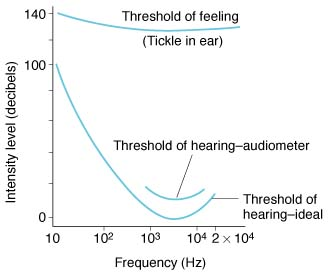 140
Threshold of feeling
(Tickle in ear)
100
Intensity level (decibels)
Threshold of hearing–audiometer
Threshold of
hearing–ideal
0
10 10² 10³ 10⁴ 2 × 10⁴
Frequency (Hz)